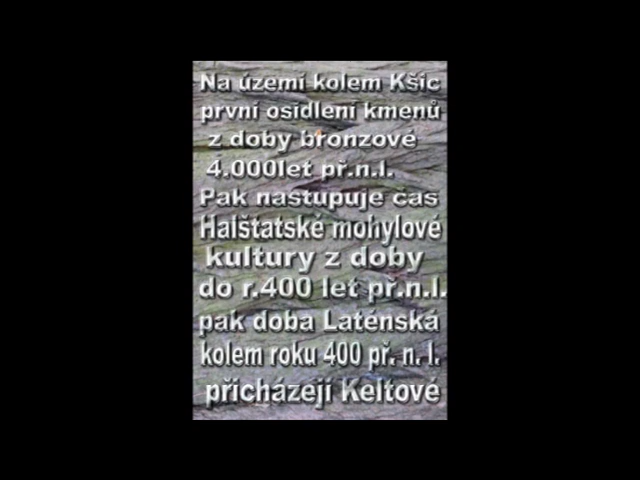 Na území kolem Kšic
první osídlení kmenů
z doby bronzové
4.000let př.n.l.
Pak nastupuje čas
Halštatské mohylové
kultury z doby
do r.400 let př.n.l.
pak doba Laténská
kolem roku 400 př. n. l.
přicházejí Keltové